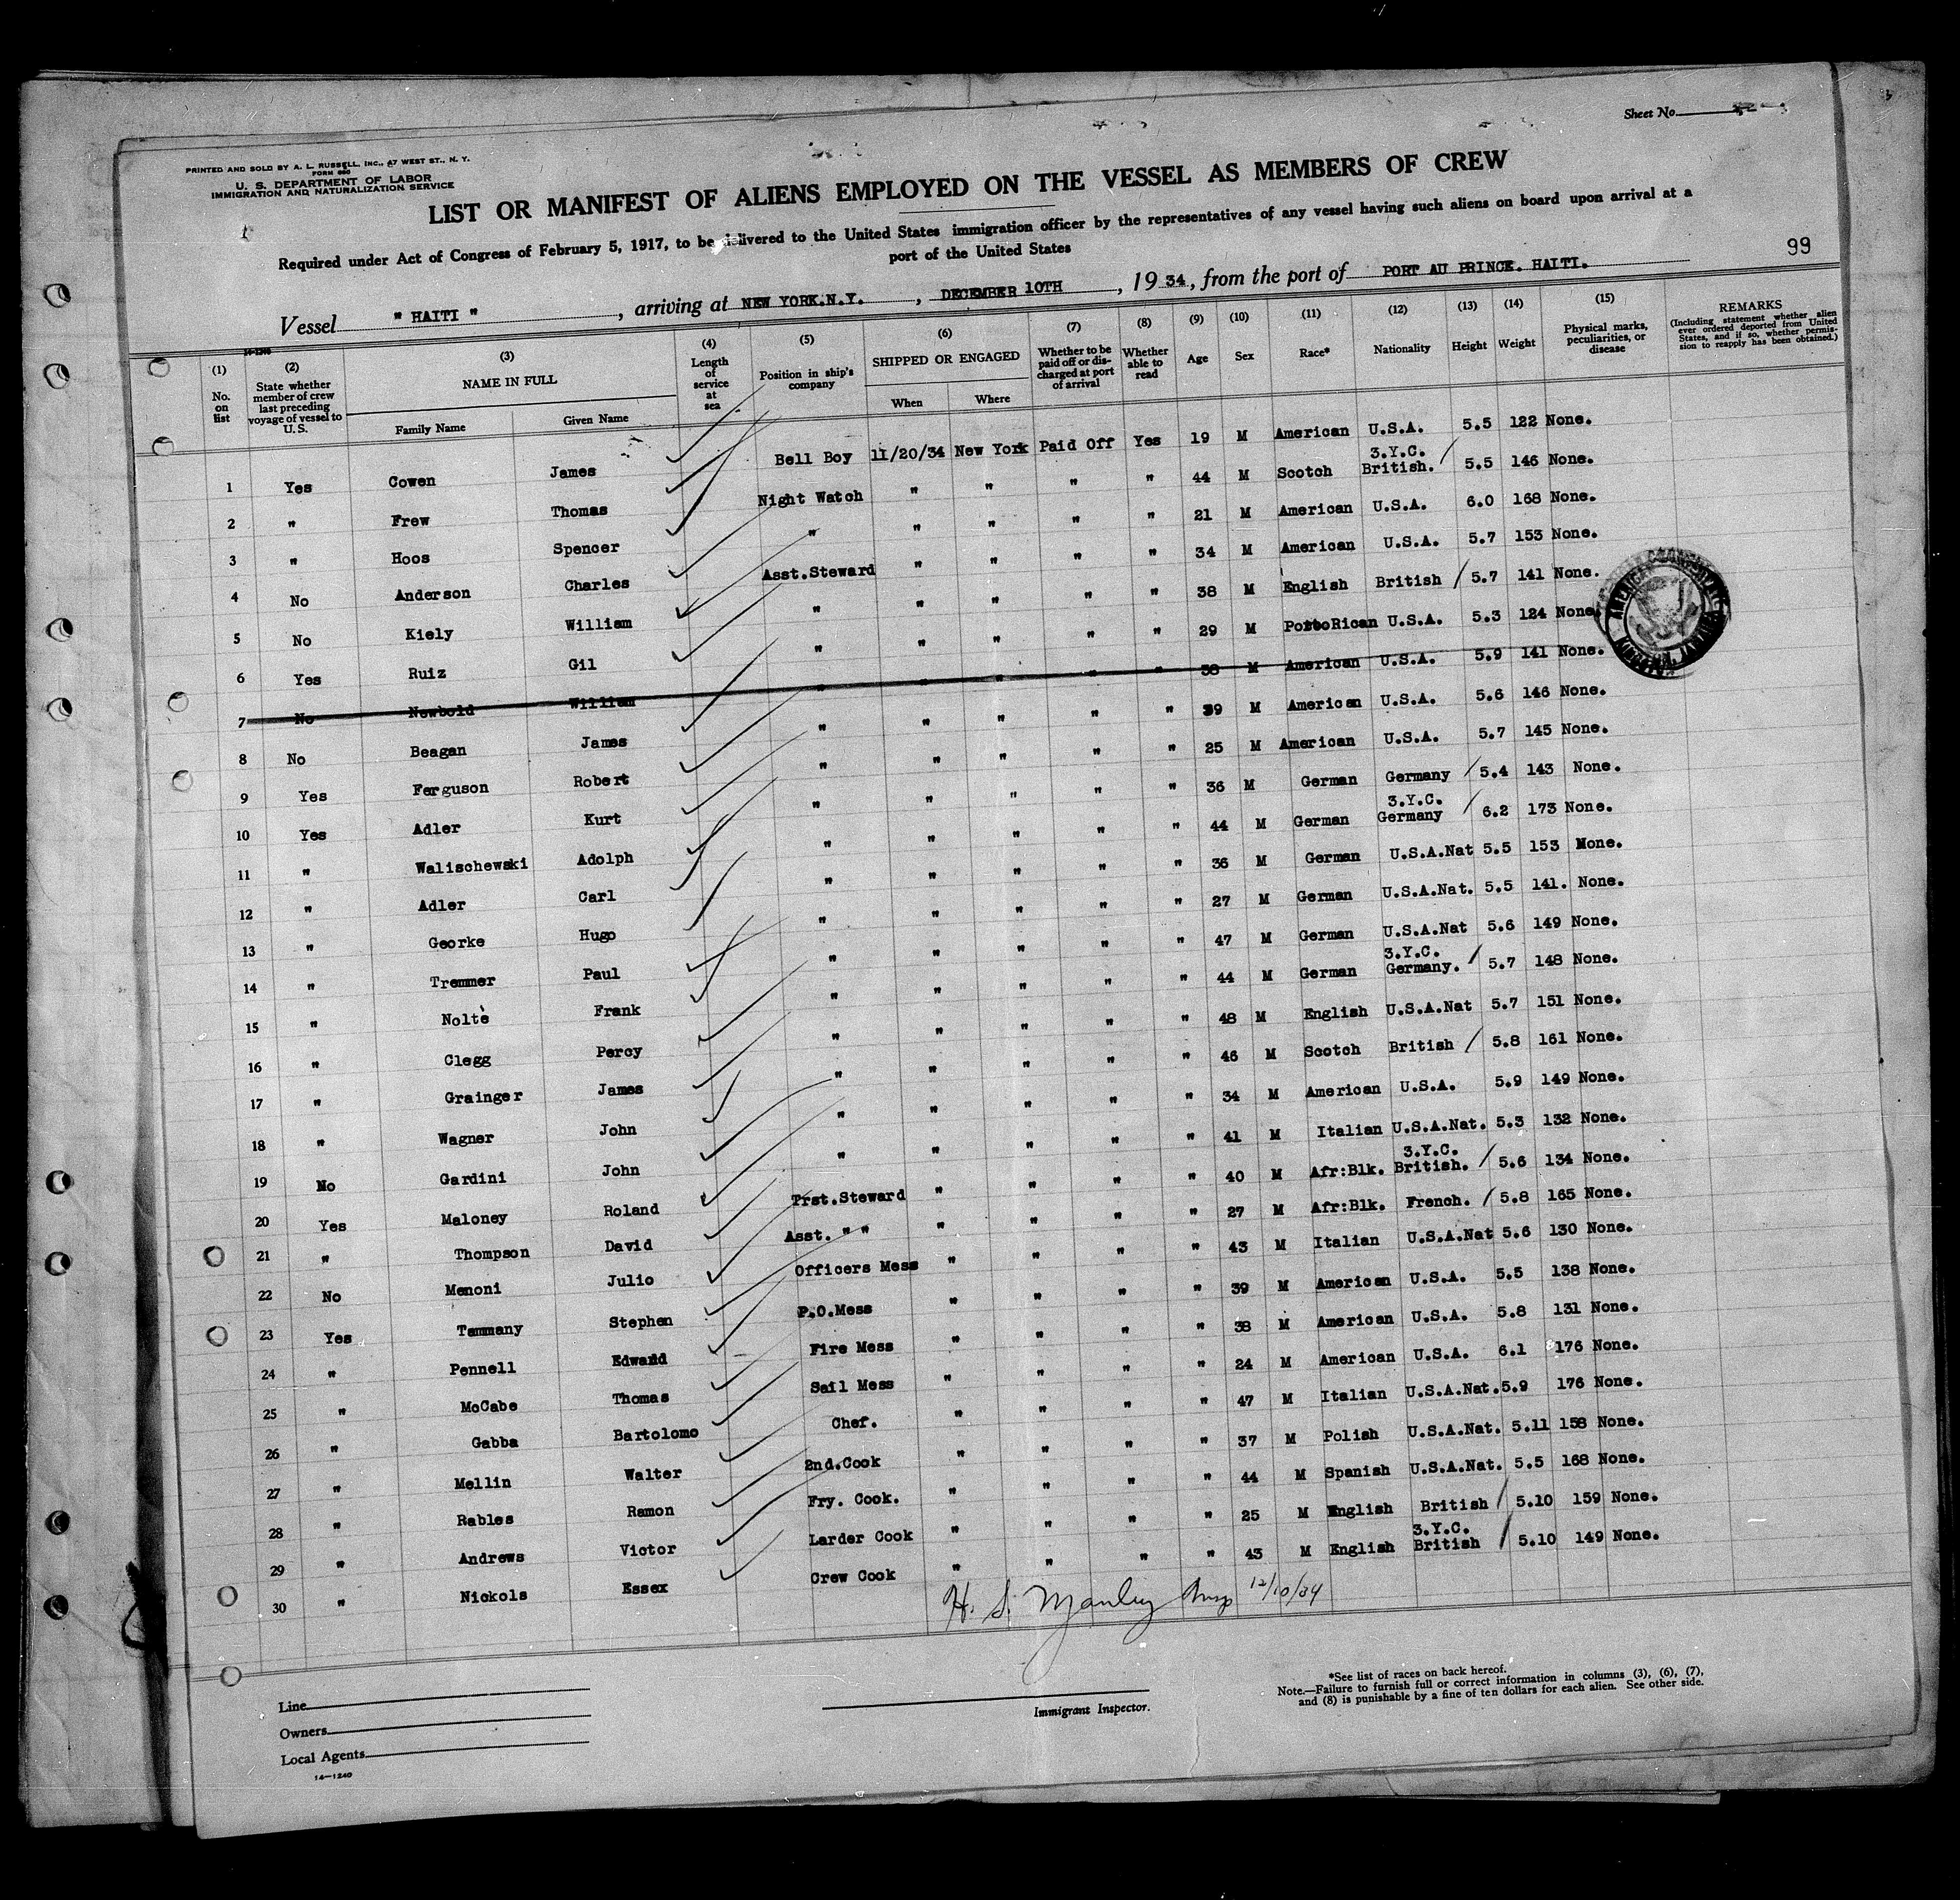 Sheet No.
PRINTED AND SOLD BY A. L. RUSSELL, INC., 47 WEST ST., N. Y.
FORM 680
U. S. DEPARTMENT OF LABOR
IMMIGRATION AND NATURALIZATION SERVICE
LIST OR MANIFEST OF ALIENS EMPLOYED ON THE VESSEL AS MEMBERS OF CREW
Required under Act of Congress of February 5, 1917, to be delivered to the United States immigration officer by the representatives of any vessel having such aliens on board upon arrival at a
port of the United States
99
Vessel " HAITI " , arriving at NEW YORK.N.Y. , DECEMBER 10TH , 1934, from the port of PORT AU PRINCE. HAITI.
14-1240
(1) No. on list (2) State whether member of crew last preceding voyage of vessel to U. S. (3) NAME IN FULL Family Name Given Name (4) Length of service at sea (5) Position in ship's company (6) SHIPPED OR ENGAGED When Where (7) Whether to be paid off or discharged at port of arrival (8) Whether able to read (9) Age (10) Sex (11) Race* (12) Nationality (13) Height (14) Weight (15) Physical marks, peculiarities, or disease REMARKS (Including statement whether alien ever ordered deported from United States, and if so, whether permission to reapply has been obtained.)
1 Yes Cowen James Bell Boy 11/20/34 New York Paid Off Yes 19 M American U.S.A. 5.5 122 None.
2 " Frew Thomas Night Watch " " " " 44 M Scotch 3.Y.C. British. / 5.5 146 None.
3 " Hoos Spencer " " " " " 21 M American U.S.A. 6.0 168 None.
4 No Anderson Charles Asst.Steward " " " " 34 M American U.S.A. 5.7 153 None.
5 No Kiely William " " " " " 38 M English British / 5.7 141 None.
6 Yes Ruiz Gil " " " " " 29 M PortoRican U.S.A. 5.3 124 None.
7 No Newbold William " " " " " 38 M American U.S.A. 5.9 141 None.
8 No Beagan James " " " " " 39 M American U.S.A. 5.6 146 None.
9 Yes Ferguson Robert " " " " " 25 M American U.S.A. 5.7 145 None.
10 Yes Adler Kurt " " " " " 36 M German Germany / 5.4 143 None.
11 " Walischewski Adolph " " " " " 44 M German 3.Y.C. Germany / 6.2 173 None.
12 " Adler Carl " " " " " 36 M German U.S.A.Nat 5.5 153 None.
13 " Georke Hugo " " " " " 27 M German U.S.A.Nat. 5.5 141. None.
14 " Tremmer Paul " " " " " 47 M German U.S.A.Nat 5.6 149 None.
15 " Nolte Frank " " " " " 44 M German 3.Y.C. Germany. / 5.7 148 None.
16 " Clegg Percy " " " " " 48 M English U.S.A.Nat 5.7 151 None.
17 " Grainger James " " " " " 46 M Scotch British / 5.8 161 None.
18 " Wagner John " " " " " 34 M American U.S.A. 5.9 149 None.
19 No Gardini John " " " " " 41 M Italian U.S.A.Nat. 5.3 132 None.
20 Yes Maloney Roland Trst.Steward " " " " 40 M Afr:Blk. 3.Y.C. British. / 5.6 134 None.
21 " Thompson David Asst. " " " " " " 27 M Afr:Blk. French. / 5.8 165 None.
22 No Menoni Julio Officers Mess " " " " 43 M Italian U.S.A.Nat 5.6 130 None.
23 Yes Tammany Stephen P.O.Mess " " " " 39 M American U.S.A. 5.5 138 None.
24 " Pennell Edward Fire Mess " " " " 38 M American U.S.A. 5.8 131 None.
25 " McCabe Thomas Sail Mess " " " " 24 M American U.S.A. 6.1 176 None.
26 " Gabba Bartolomo Chef. " " " " 47 M Italian U.S.A.Nat. 5.9 176 None.
27 " Mellin Walter 2nd.Cook " " " " 37 M Polish U.S.A.Nat. 5.11 158 None.
28 " Rables Ramon Fry. Cook. " " " " 44 M Spanish U.S.A.Nat. 5.5 168 None.
29 " Andrews Victor Larder Cook " " " " 25 M English British / 5.10 159 None.
30 " Nickols Essex Crew Cook " " " " 43 M English 3.Y.C. British / 5.10 149 None.
H. S. Manley Insp 12/10/34
Line
Owners
Local Agents
14-1240
Immigrant Inspector.
*See list of races on back hereof.
Note.—Failure to furnish full or correct information in columns (3), (6), (7),
and (8) is punishable by a fine of ten dollars for each alien. See other side.